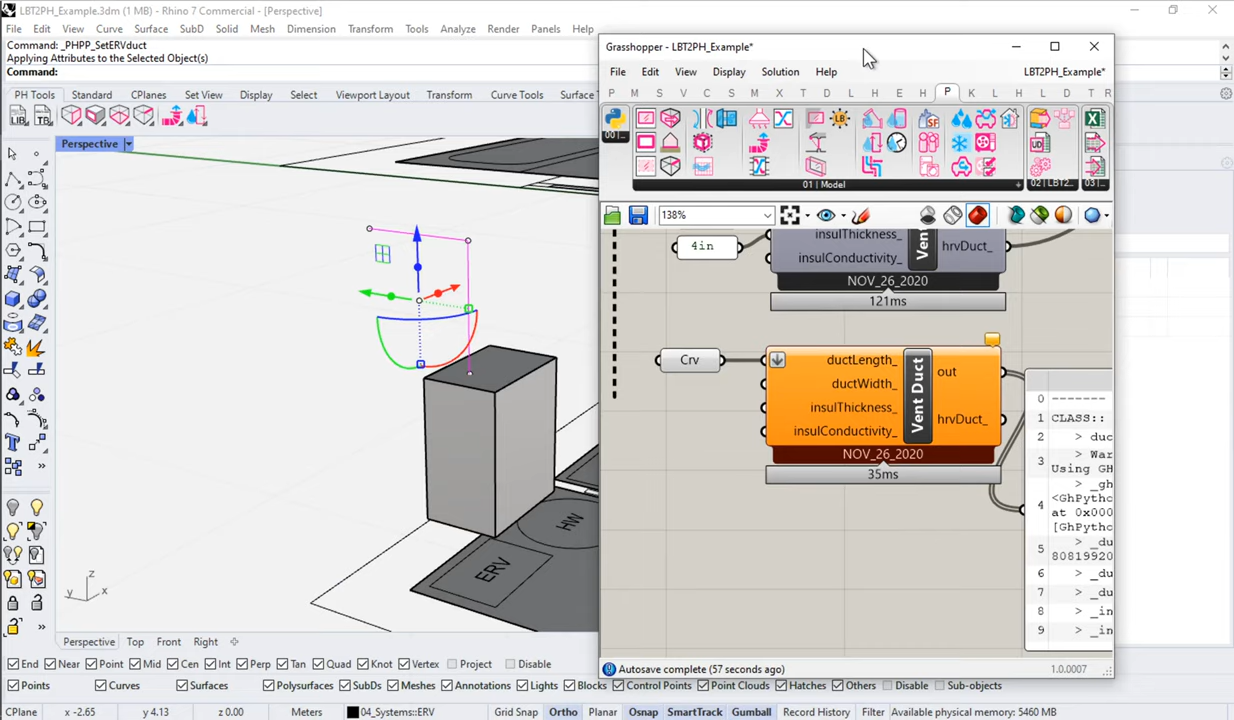 LBT2PH_Example.3dm (1 MB) - Rhino 7 Commercial - [Perspective]
File Edit View Curve Surface SubD Solid Mesh Dimension Transform Tools Analyze Render Panels Help
Command: _PHPP_SetERVduct
Applying Attributes to the Selected Object(s)
Command:
PH Tools Standard CPlanes Set View Display Select Viewport Layout Transform Curve Tools Surface
LIB TB
Perspective
ERV
HW
z
y x
Grasshopper - LBT2PH_Example*
File Edit View Display Solution Help LBT2PH_Example*
P M S V C S M X T D L H E H P K L H D T R
00 |
01 | Model
02 | LBT2...
03 |...
138%
4in
insulThickness_
insulConductivity_
Vent
hrvDuct_
NOV_26_2020
121ms
Crv
ductLength_
ductWidth_
insulThickness_
insulConductivity_
Vent Duct
out
hrvDuct_
NOV_26_2020
35ms
0 -------
1 CLASS::
2 > duc
3 > War
Using GH
4 > _gh
<GhPytho
at 0x000
[GhPytho
5 > _du
80819920
6 > _du
7 > _du
8 > _in
9 > _in
Autosave complete (57 seconds ago) 1.0.0007
Perspective Top Front Right
End Near Point Mid Cen Int Perp Tan Quad Knot Vertex Project Disable
Points Curves Surfaces Polysurfaces SubDs Meshes Annotations Lights Blocks Control Points Point Clouds Hatches Others Disable Sub-objects
CPlane x -2.65 y 4.13 z 0.00 Meters 04_Systems::ERV Grid Snap Ortho Planar Osnap SmartTrack Gumball Record History Filter Available physical memory: 5460 MB